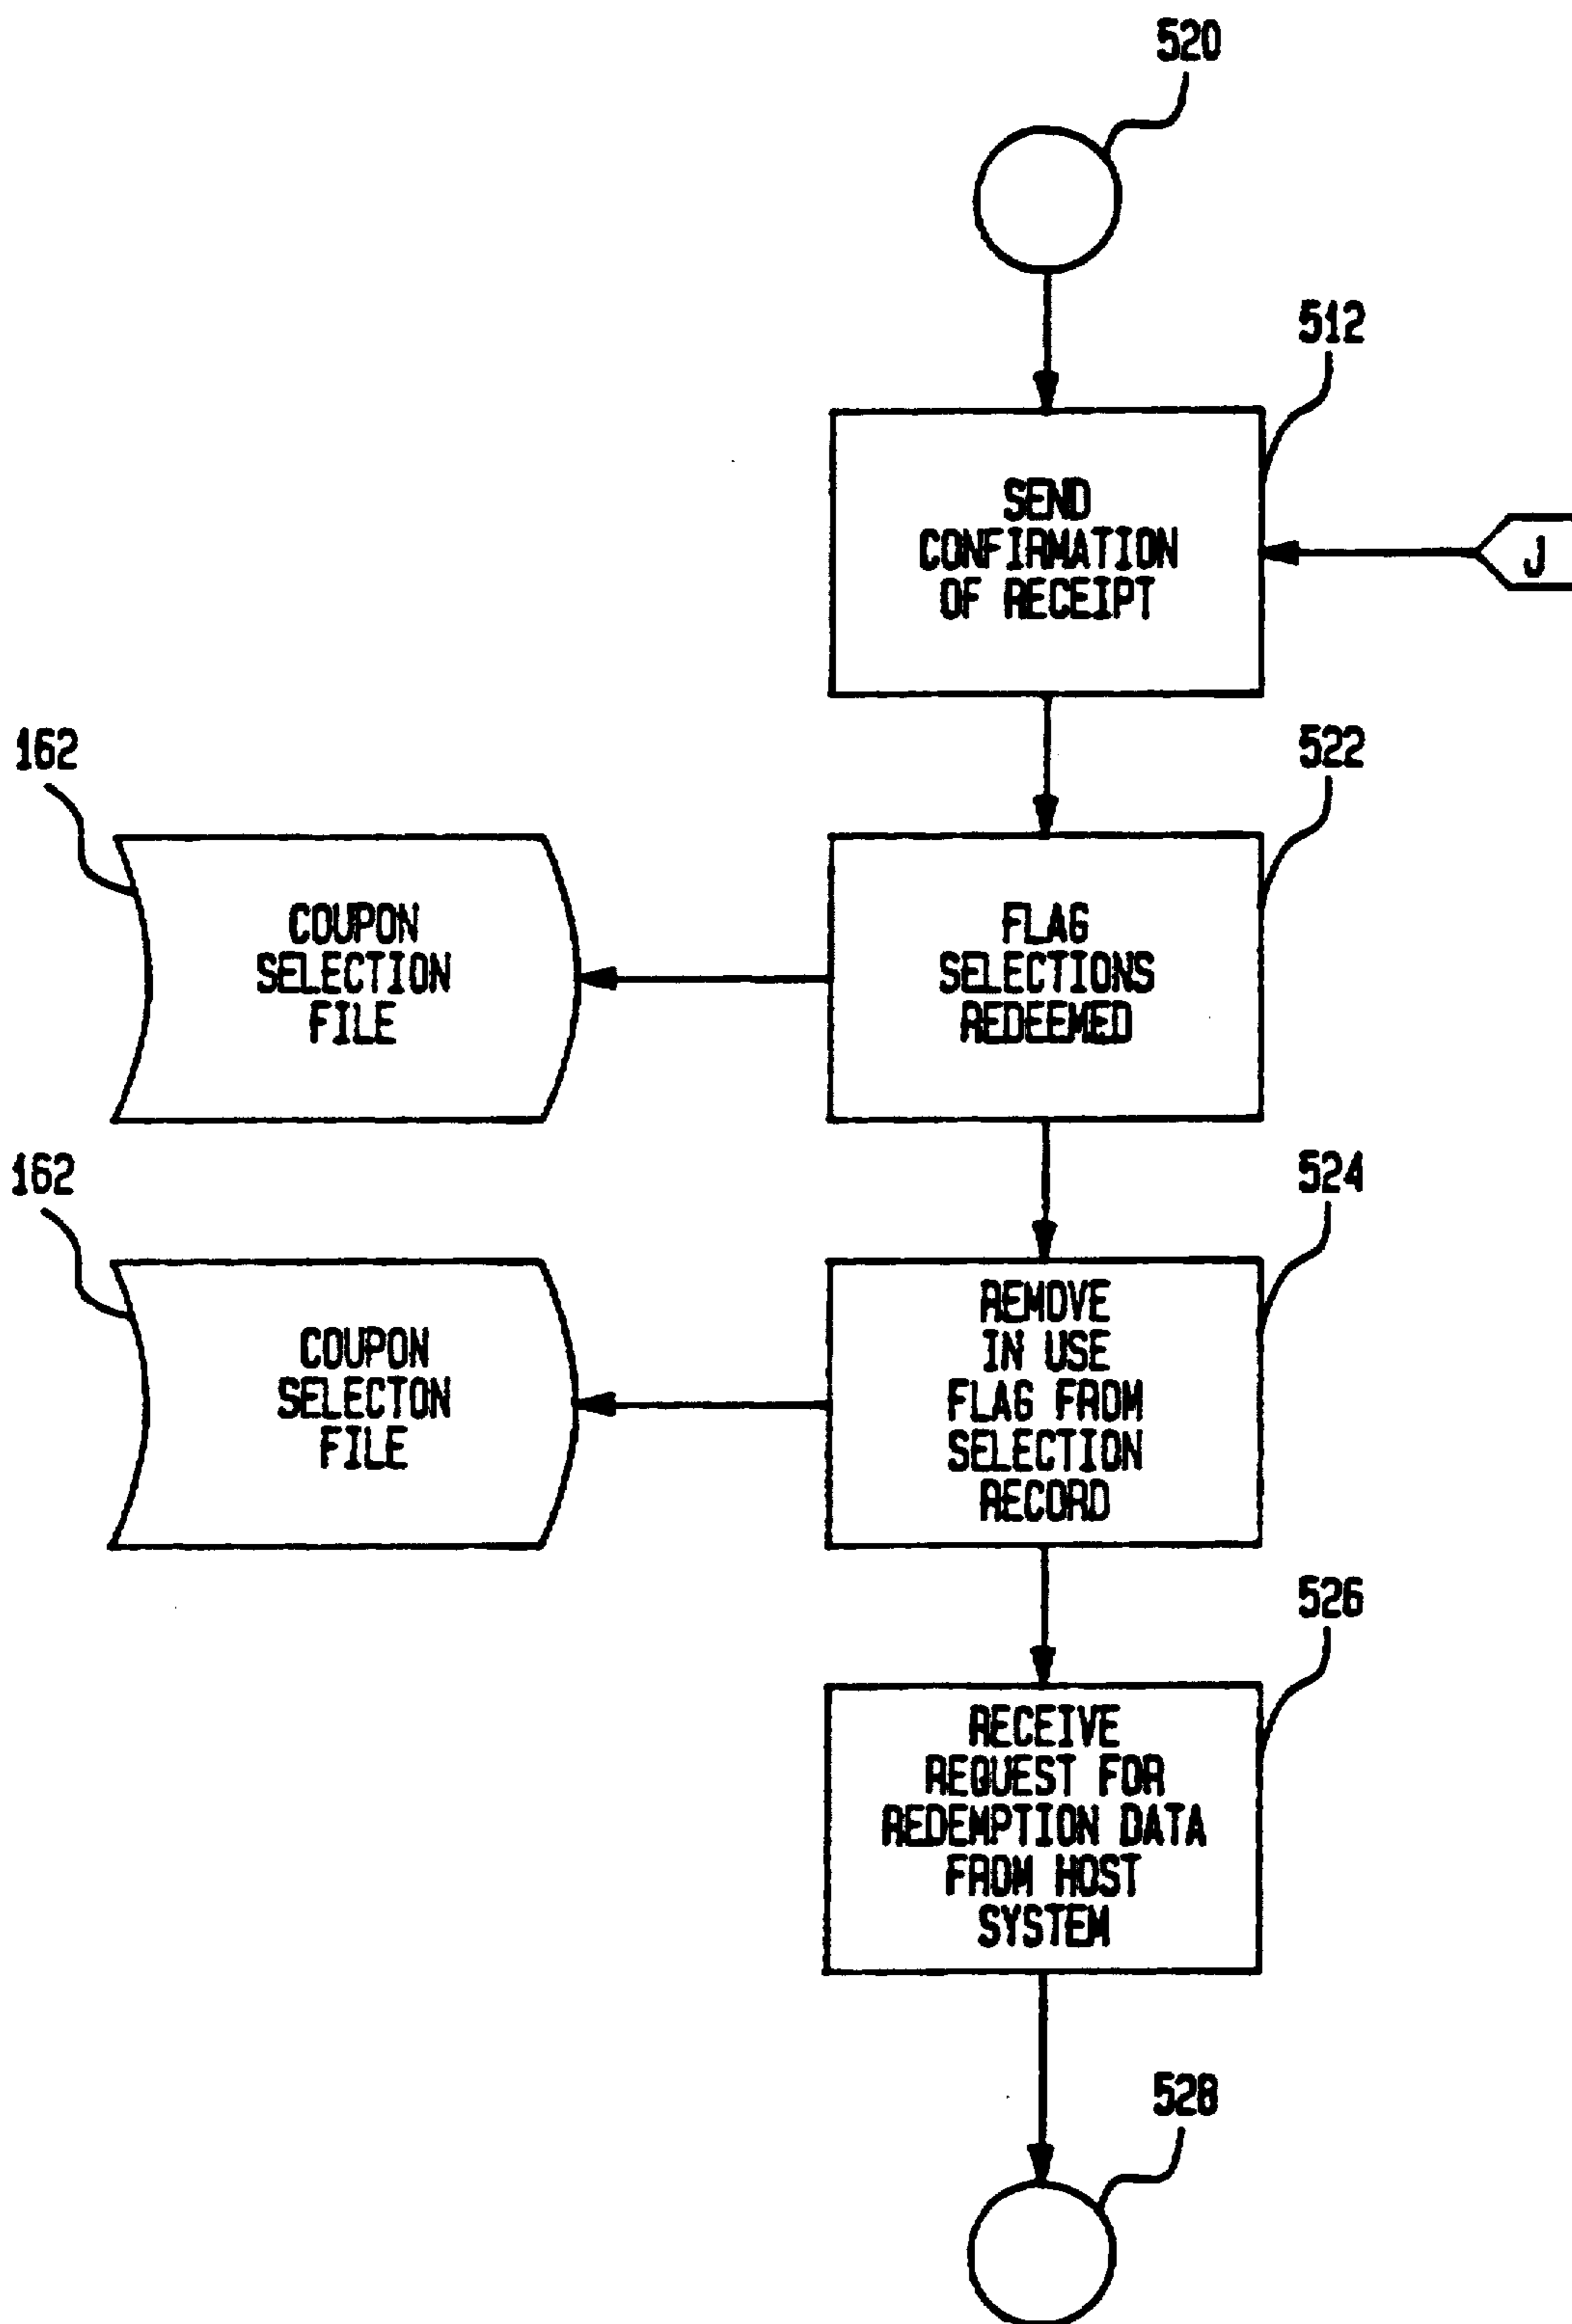 520
512
SEND
CONFIRMATION
OF RECEIPT
J
162
522
COUPON
SELECTION
FILE
FLAG
SELECTIONS
REDEEMED
162
524
COUPON
SELECTON
FILE
REMOVE
IN USE
FLAG FROM
SELECTION
RECORD
526
RECEIVE
REQUEST FOR
REDEMPTION DATA
FROM HOST
SYSTEM
528